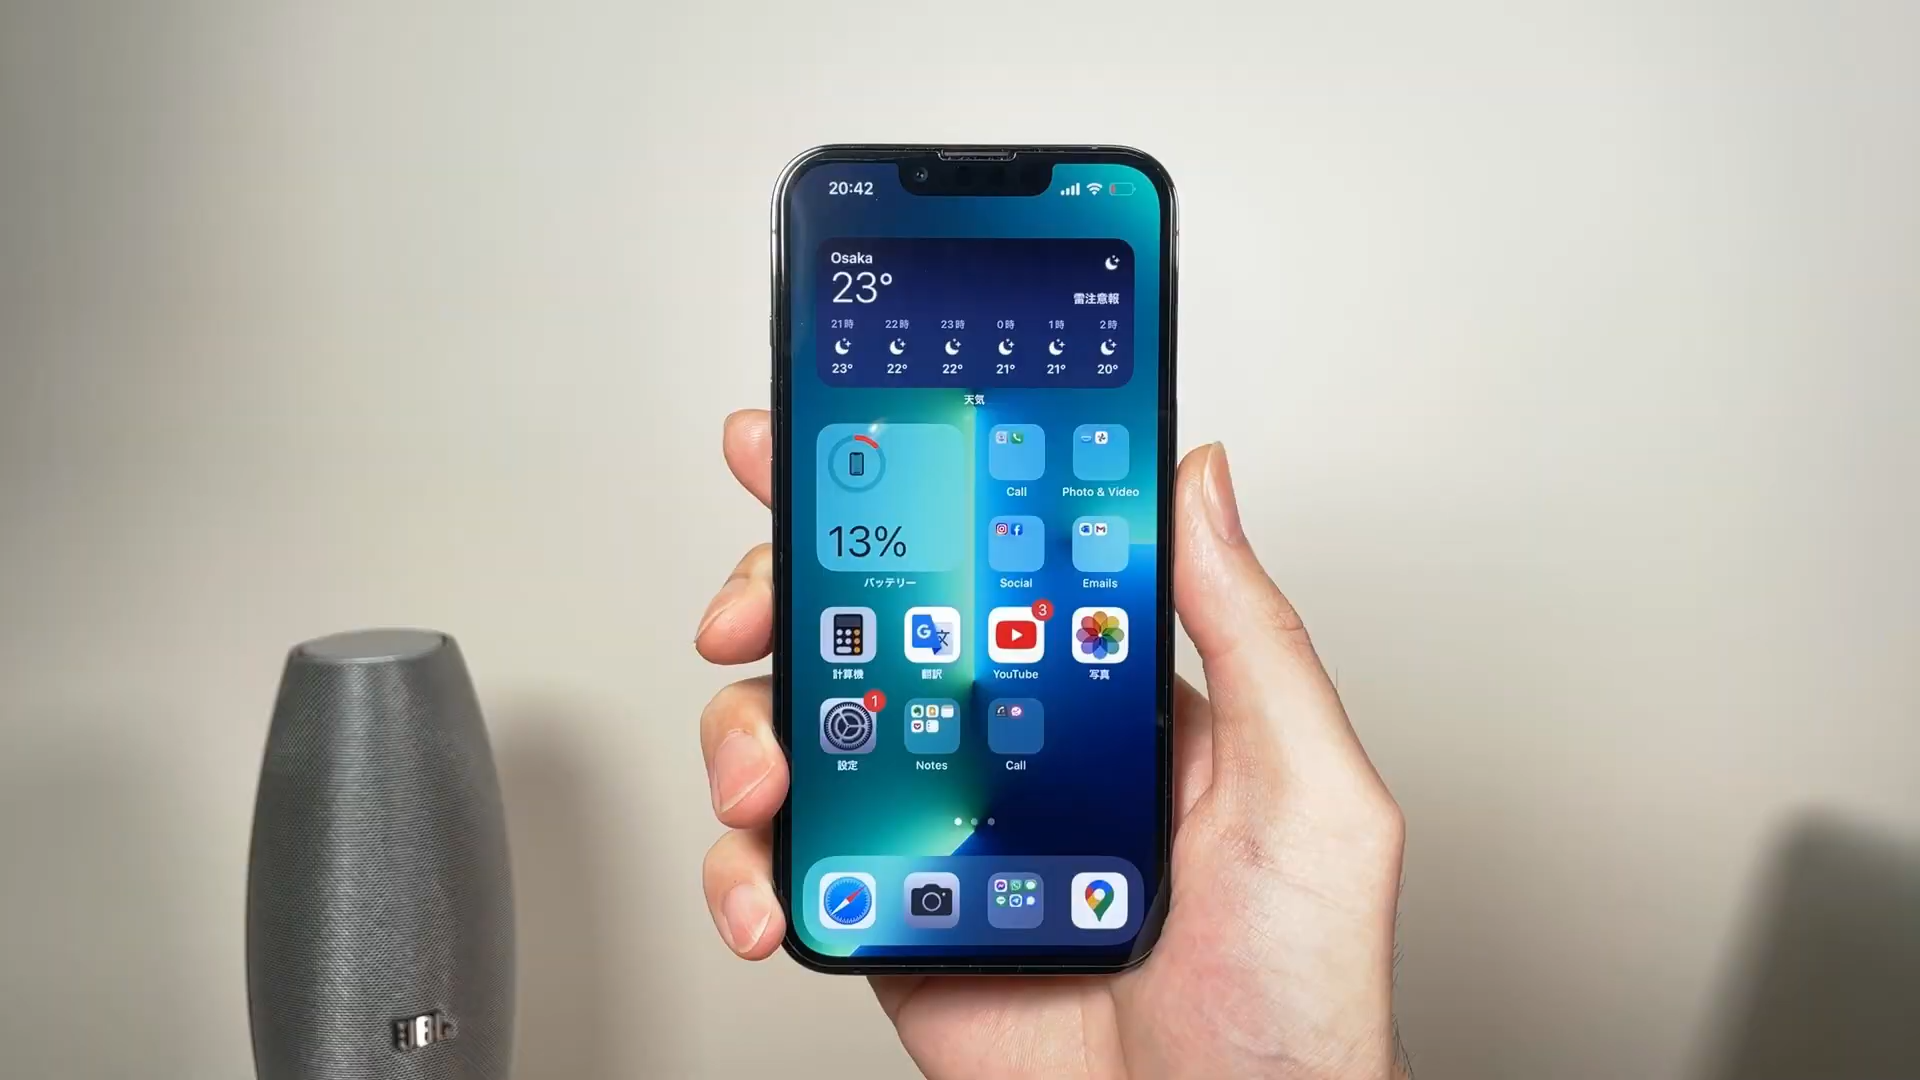 20:42
Osaka
23°
雷注意報
21時 22時 23時 0時 1時 2時
23° 22° 22° 21° 21° 20°
天気
13%
バッテリー
Call
Photo & Video
Social
Emails
3
計算機
翻訳
YouTube
写真
1
設定
Notes
Call
JBL